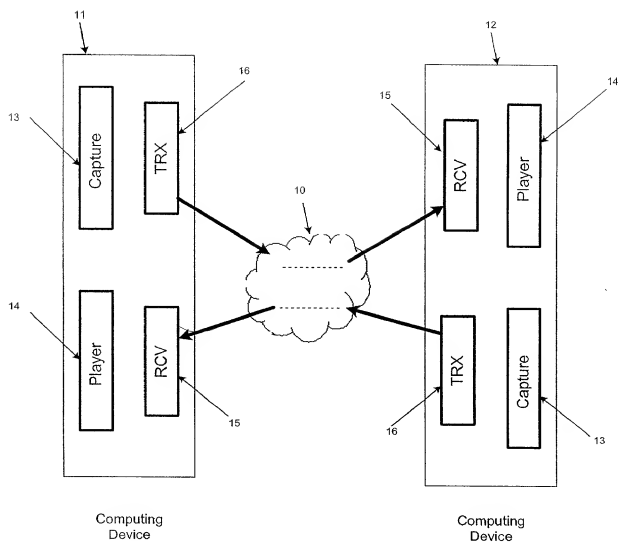 11
12
16
13
Capture
TRX
15
14
RCV
Player
10
14
Player
RCV
15
TRX
Capture
16
13
Computing
Device
Computing
Device